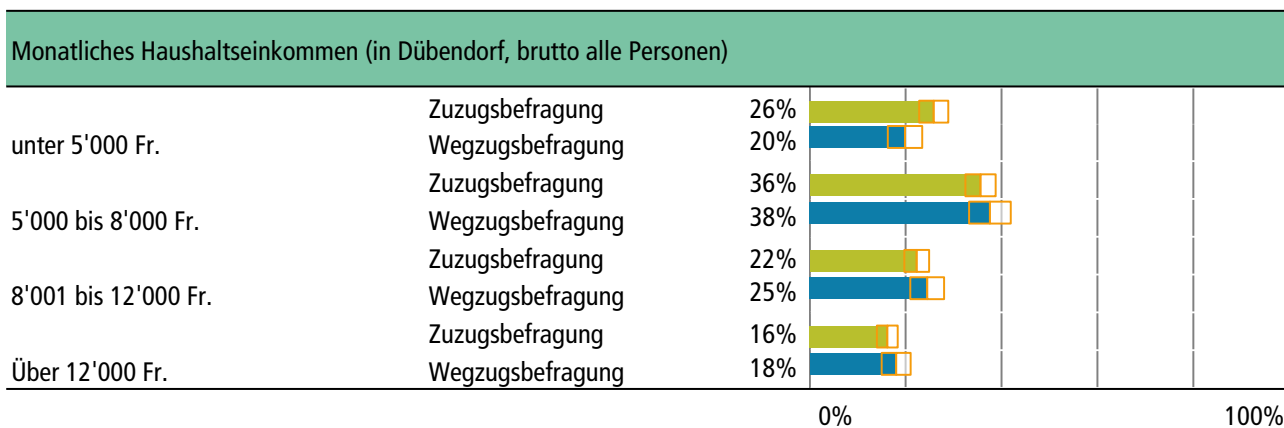 Monatliches Haushaltseinkommen (in Dübendorf, brutto alle Personen)
Zuzugsbefragung 26%
unter 5'000 Fr. Wegzugsbefragung 20%
Zuzugsbefragung 36%
5'000 bis 8'000 Fr. Wegzugsbefragung 38%
Zuzugsbefragung 22%
8'001 bis 12'000 Fr. Wegzugsbefragung 25%
Zuzugsbefragung 16%
Über 12'000 Fr. Wegzugsbefragung 18%
0% 100%